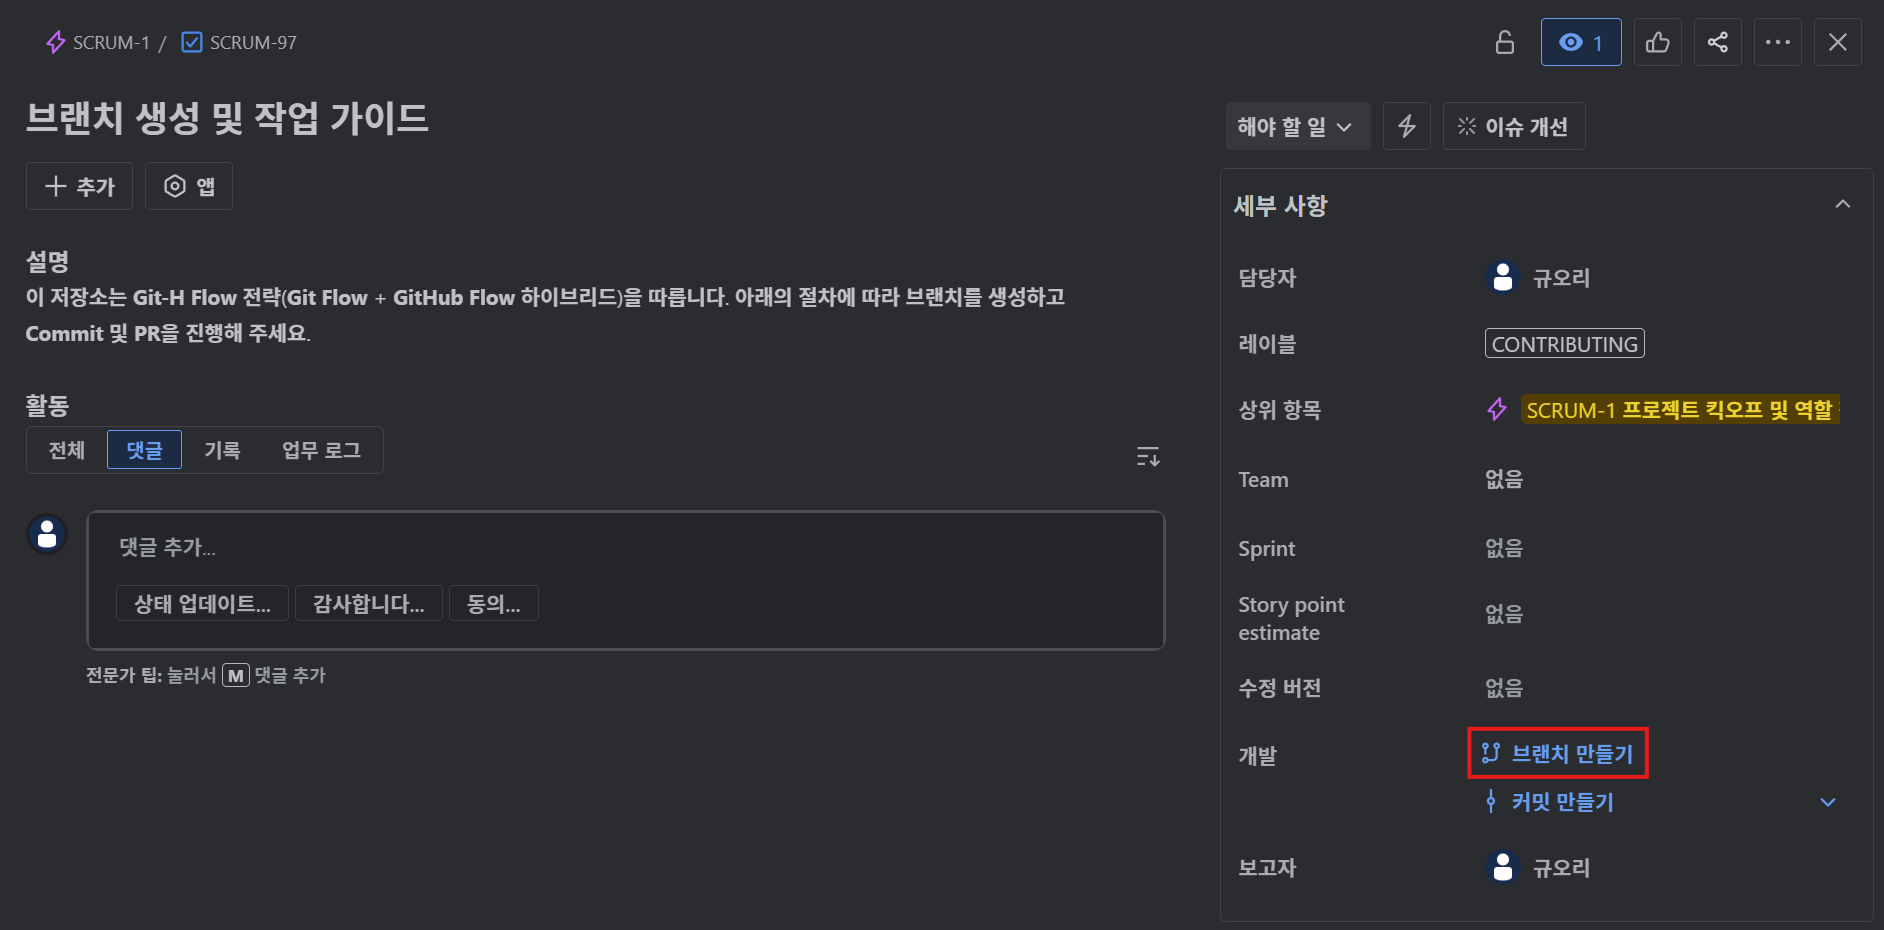 SCRUM-1 / SCRUM-97
1
브랜치 생성 및 작업 가이드
추가
앱
설명
이 저장소는 Git-H Flow 전략(Git Flow + GitHub Flow 하이브리드)을 따릅니다. 아래의 절차에 따라 브랜치를 생성하고
Commit 및 PR을 진행해 주세요.
활동
전체 댓글 기록 업무 로그
댓글 추가...
상태 업데이트... 감사합니다... 동의...
전문가 팁: 눌러서 M 댓글 추가
해야 할 일
이슈 개선
세부 사항
담당자 규오리
레이블 CONTRIBUTING
상위 항목 SCRUM-1 프로젝트 킥오프 및 역할
Team 없음
Sprint 없음
Story point
estimate 없음
수정 버전 없음
개발 브랜치 만들기
커밋 만들기
보고자 규오리